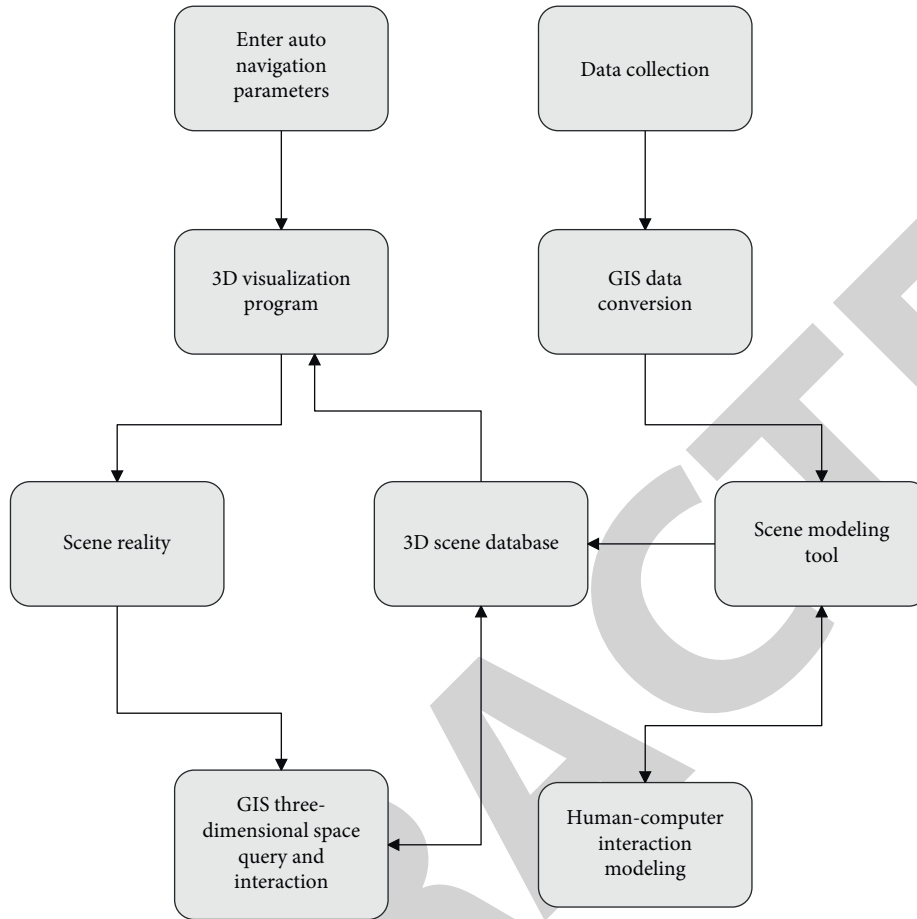 Enter auto
navigation
parameters
Data collection
3D visualization
program
GIS data
conversion
Scene reality
3D scene database
Scene modeling
tool
GIS three-
dimensional space
query and
interaction
Human-computer
interaction
modeling
RACTE